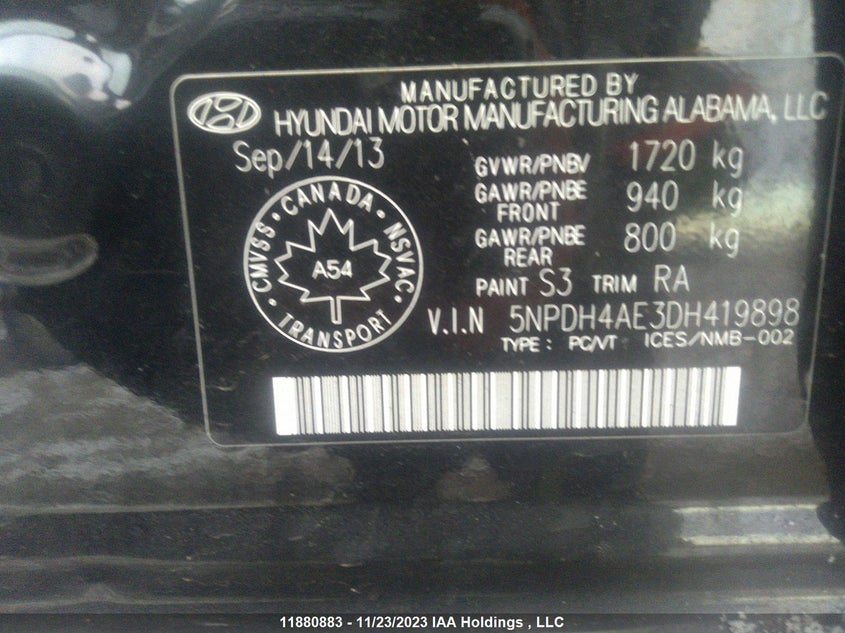 MANUFACTURED BY
HYUNDAI MOTOR MANUFACTURING ALABAMA, LLC
Sep/14/13
GVWR/PNBV 1720 kg
GAWR/PNBE FRONT 940 kg
GAWR/PNBE REAR 800 kg
PAINT S3 TRIM RA
CANADA · NSVAC · TRANSPORT · CMVSS ·
A54
V.I.N 5NPDH4AE3DH419898
TYPE : PC/VT ICES/NMB-002
11880883 - 11/23/2023 IAA Holdings , LLC